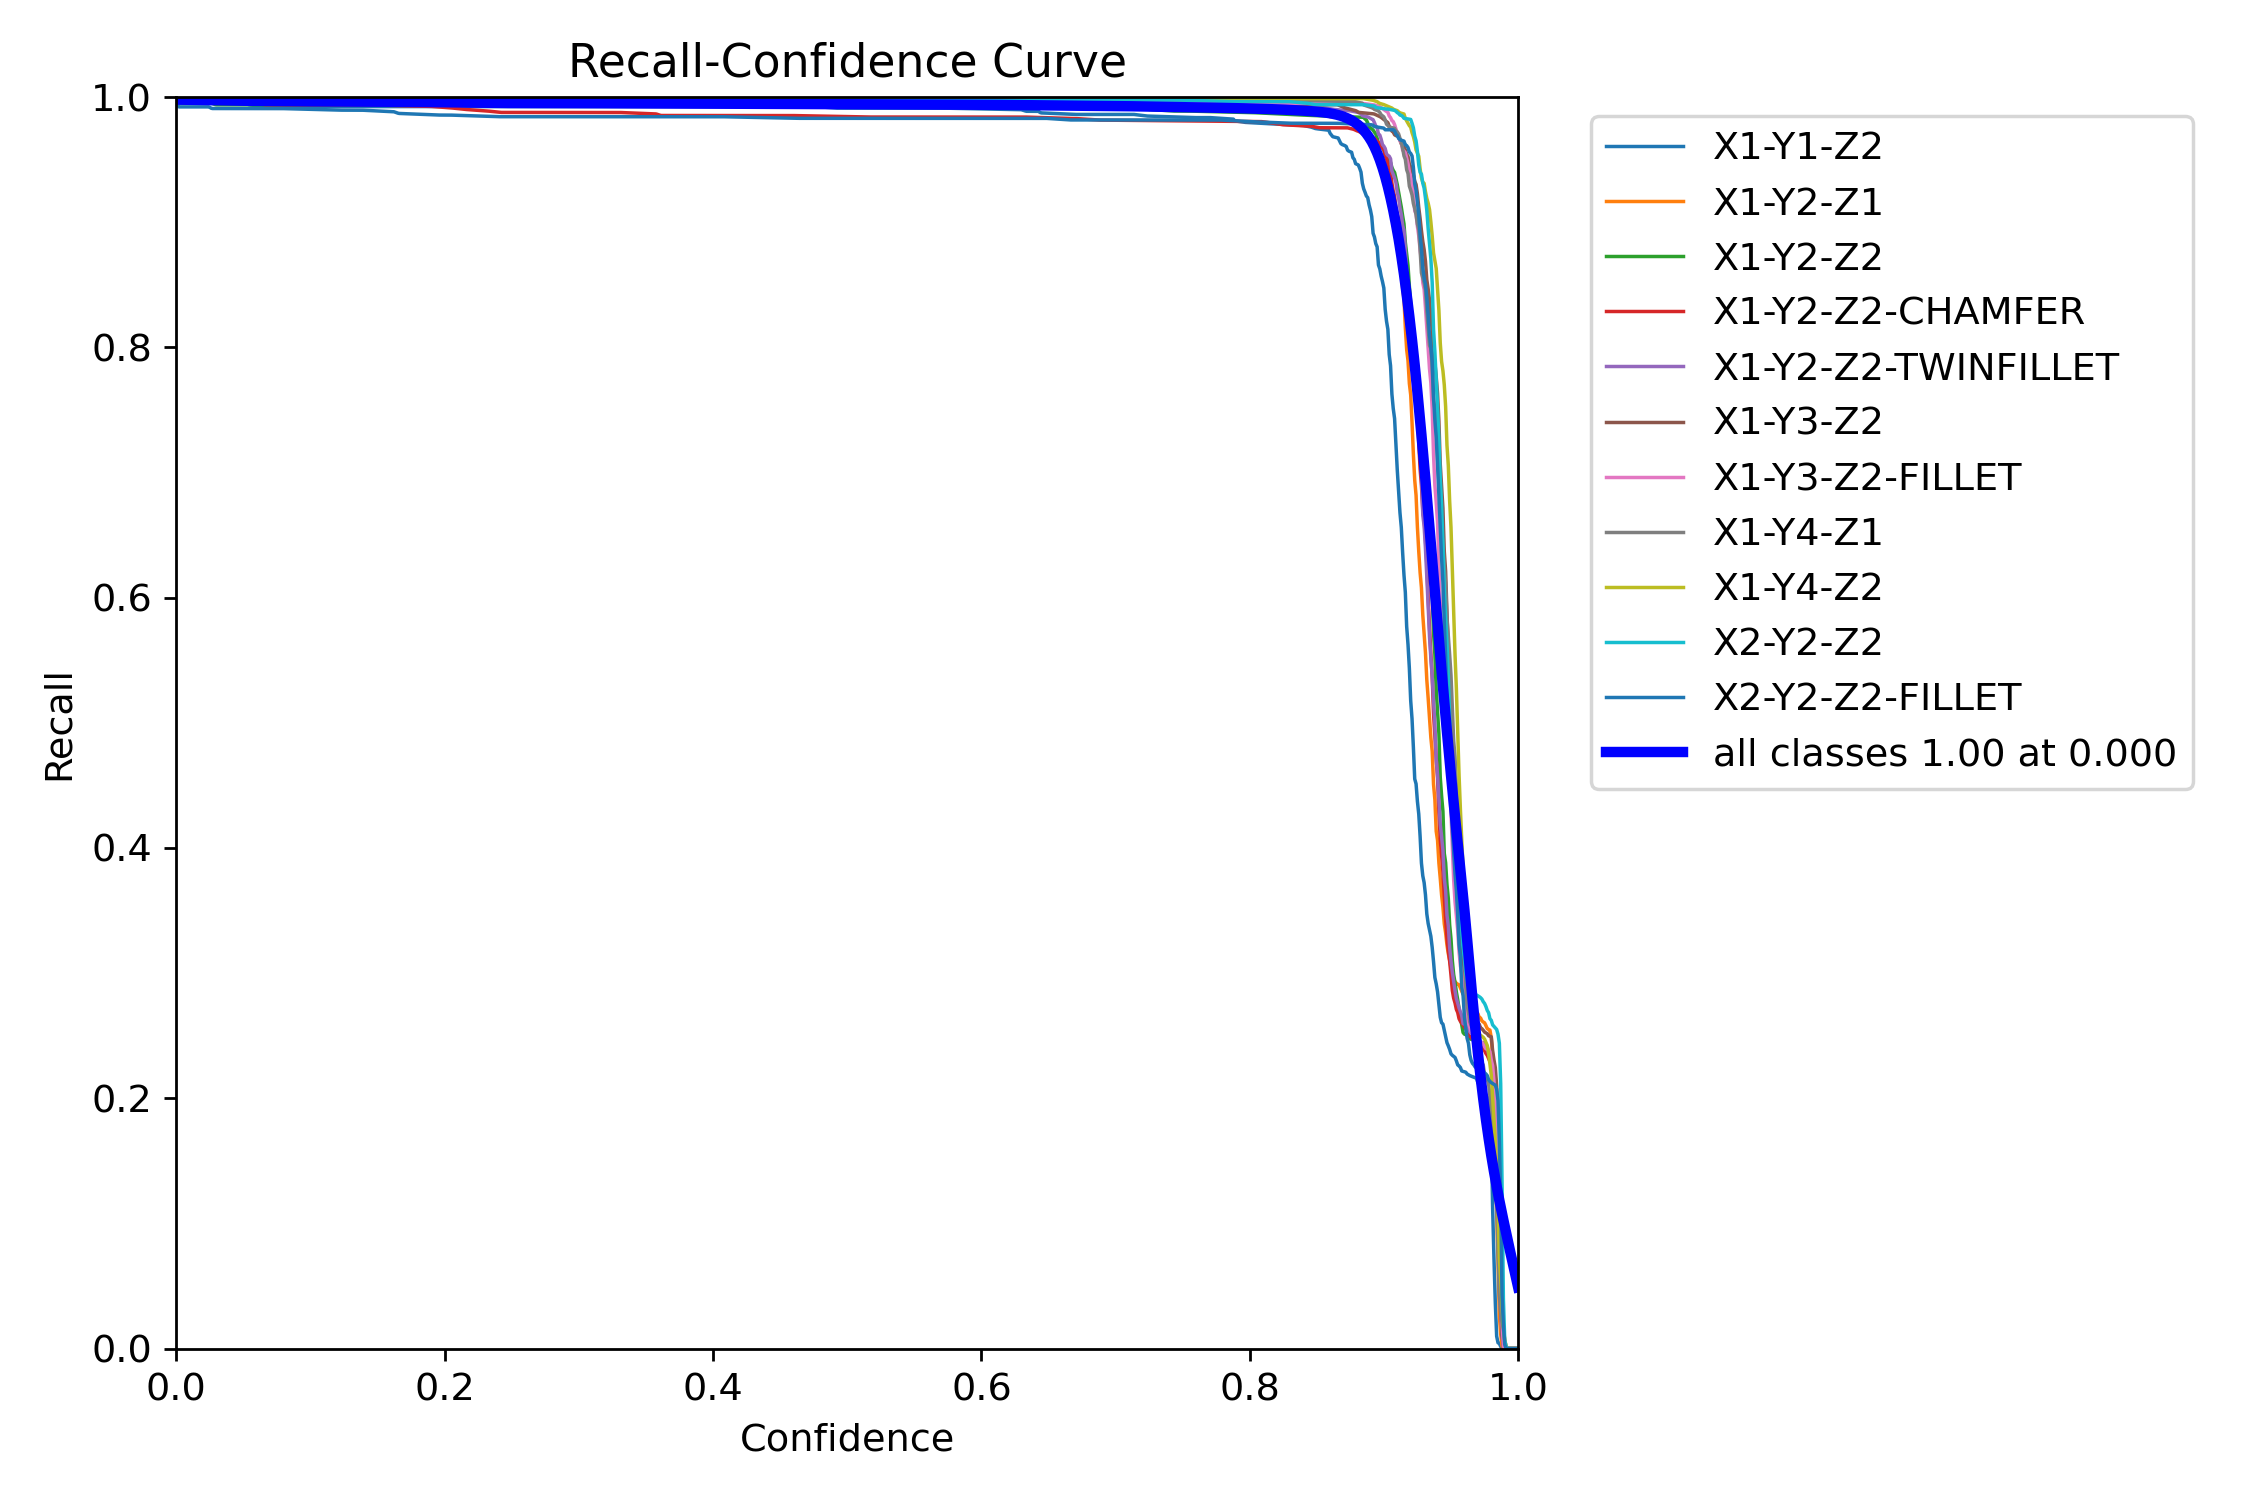 Recall-Confidence Curve
1.0
0.8
0.6
0.4
0.2
0.0
Recall
0.0 0.2 0.4 0.6 0.8 1.0
Confidence
X1-Y1-Z2
X1-Y2-Z1
X1-Y2-Z2
X1-Y2-Z2-CHAMFER
X1-Y2-Z2-TWINFILLET
X1-Y3-Z2
X1-Y3-Z2-FILLET
X1-Y4-Z1
X1-Y4-Z2
X2-Y2-Z2
X2-Y2-Z2-FILLET
all classes 1.00 at 0.000